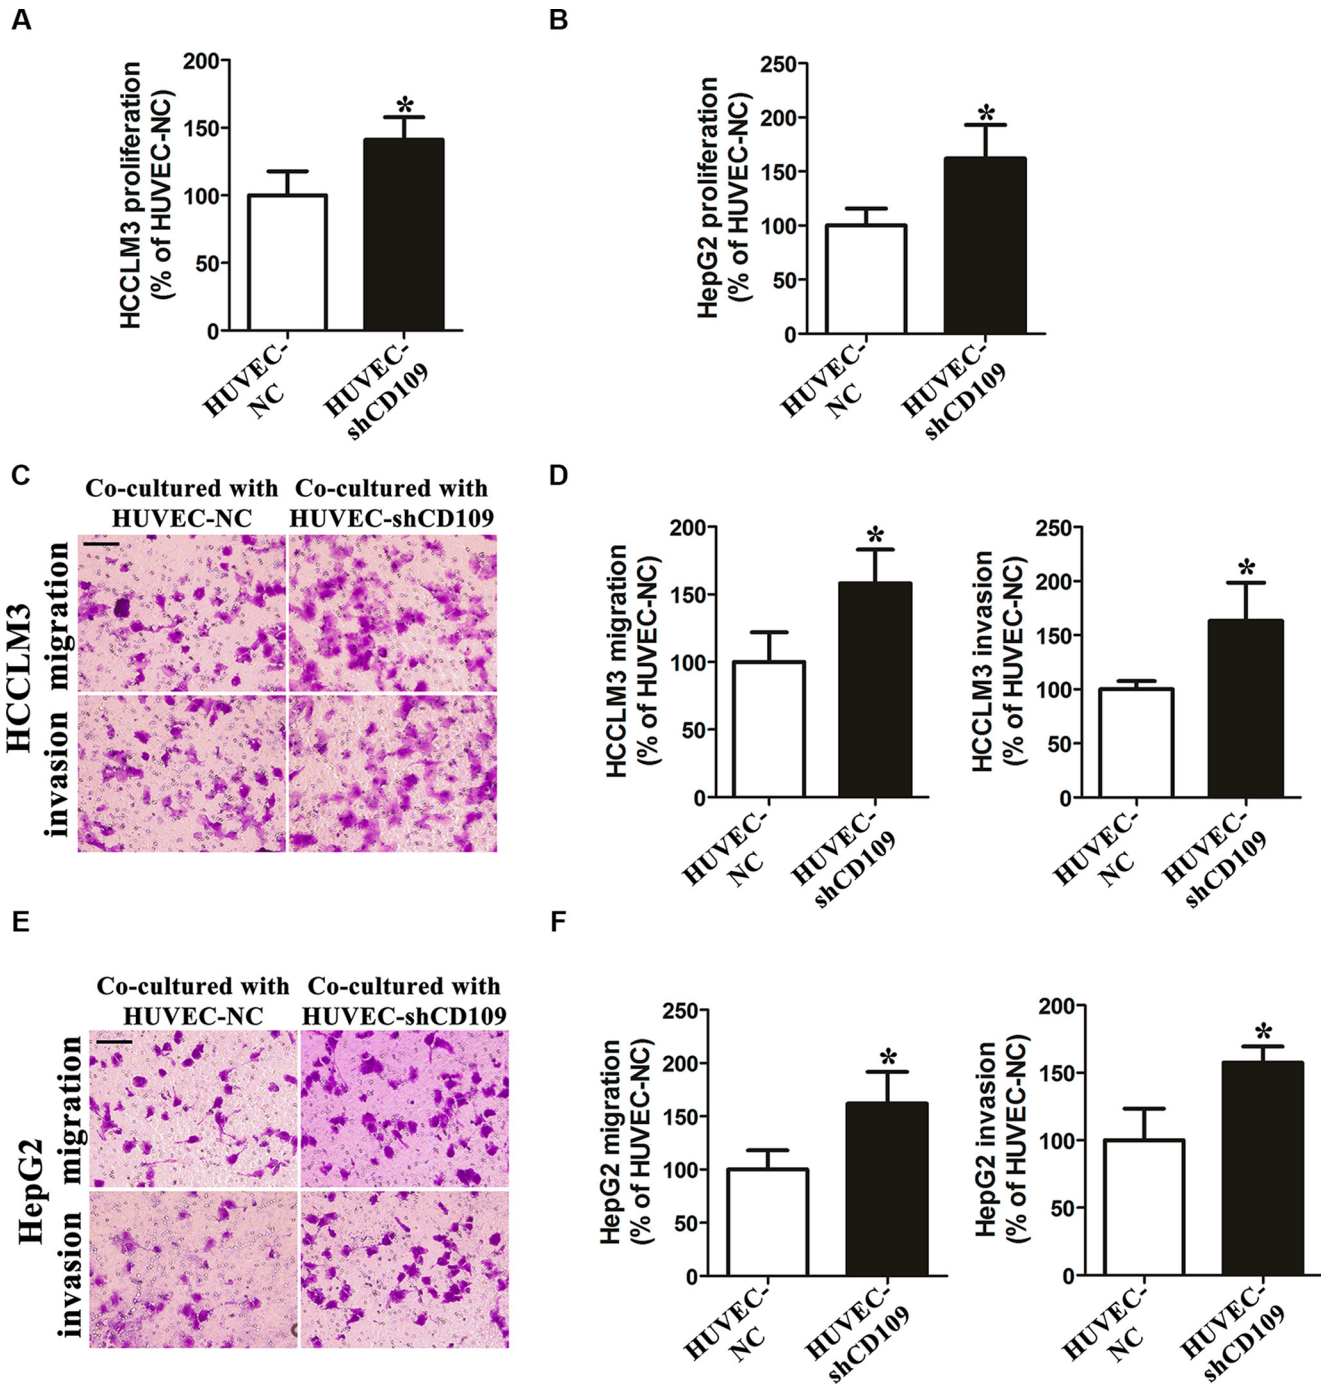 A
HCCLM3 proliferation
(% of HUVEC-NC)
200
150
100
50
0
*
HUVEC-
NC
HUVEC-
shCD109
B
HepG2 proliferation
(% of HUVEC-NC)
250
200
150
100
50
0
*
HUVEC-
NC
HUVEC-
shCD109
C
Co-cultured with
HUVEC-NC
Co-cultured with
HUVEC-shCD109
HCCLM3
migration
invasion
D
HCCLM3 migration
(% of HUVEC-NC)
200
150
100
50
0
*
HUVEC-
NC
HUVEC-
shCD109
HCCLM3 invasion
(% of HUVEC-NC)
250
200
150
100
50
0
*
HUVEC-
NC
HUVEC-
shCD109
E
Co-cultured with
HUVEC-NC
Co-cultured with
HUVEC-shCD109
HepG2
migration
invasion
F
HepG2 migration
(% of HUVEC-NC)
250
200
150
100
50
0
*
HUVEC-
NC
HUVEC-
shCD109
HepG2 invasion
(% of HUVEC-NC)
200
150
100
50
0
*
HUVEC-
NC
HUVEC-
shCD109